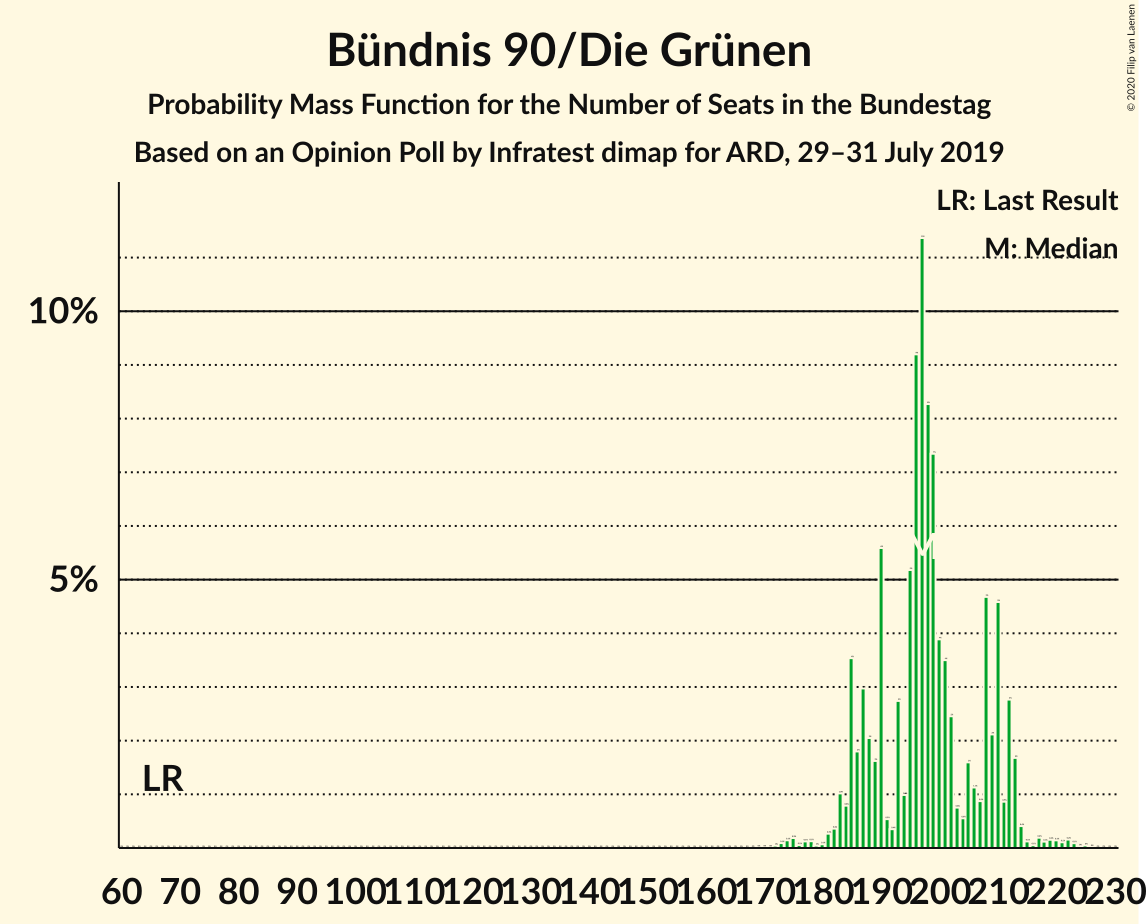 Bündnis 90/Die Grünen
Probability Mass Function for the Number of Seats in the Bundestag
Based on an Opinion Poll by Infratest dimap for ARD, 29–31 July 2019
© 2020 Filip van Laenen
LR: Last Result
M: Median
10%
5%
LR
60 70 80 90 100 110 120 130 140 150 160 170 180 190 200 210 220 230